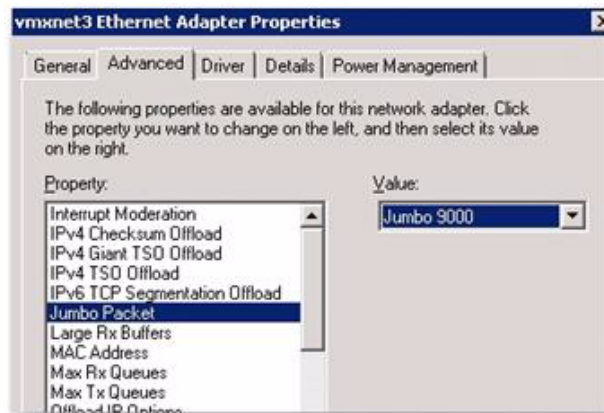 vmxnet3 Ethernet Adapter Properties
General Advanced Driver Details Power Management
The following properties are available for this network adapter. Click
the property you want to change on the left, and then select its value
on the right.
Property: Value:
Interrupt Moderation Jumbo 9000
IPv4 Checksum Offload
IPv4 Giant TSO Offload
IPv4 TSO Offload
IPv6 TCP Segmentation Offload
Jumbo Packet
Large Rx Buffers
MAC Address
Max Rx Queues
Max Tx Queues
Offload IP Options